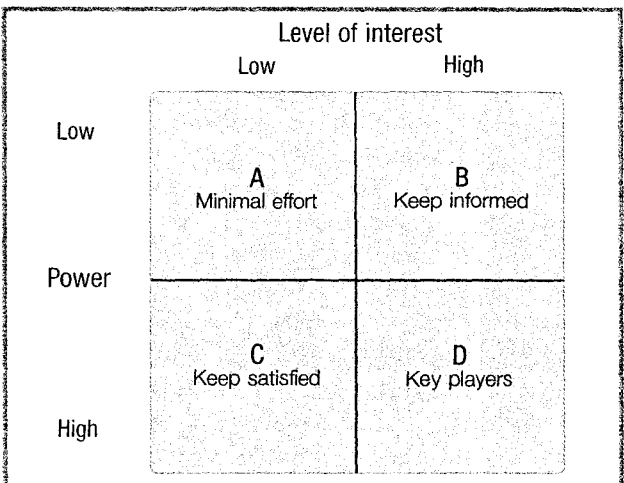 Level of interest
Low High
Low
A B
Minimal effort Keep informed
Power
C D
Keep satisfied Key players
High